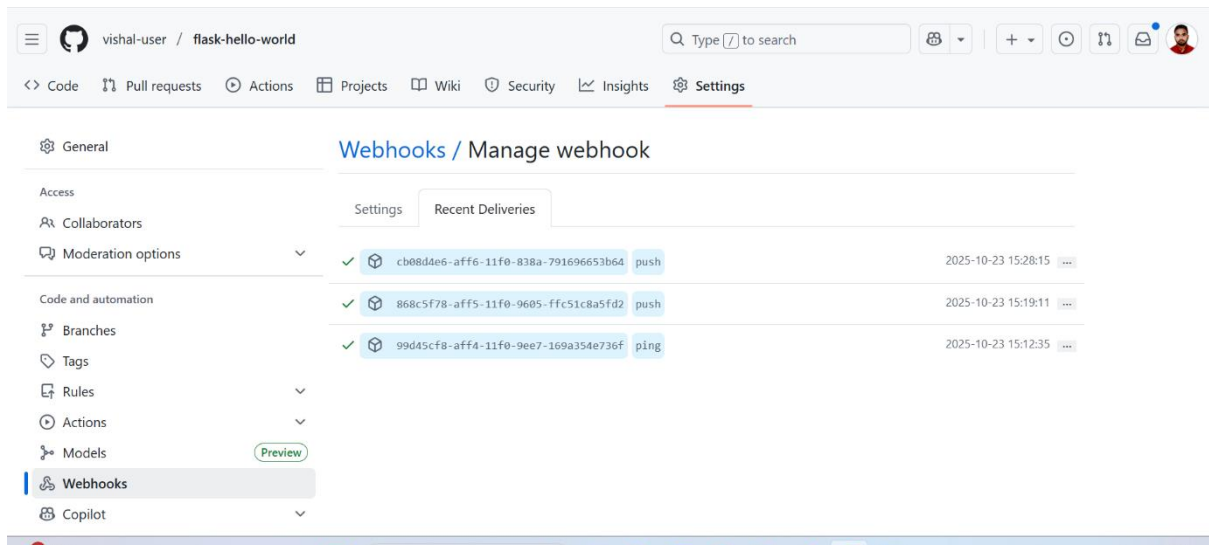 vishal-user / flask-hello-world
Type / to search
Code Pull requests Actions Projects Wiki Security Insights Settings
General
Access
Collaborators
Moderation options
Code and automation
Branches
Tags
Rules
Actions
Models Preview
Webhooks
Copilot
Webhooks / Manage webhook
Settings Recent Deliveries
cb08d4e6-aff6-11f0-838a-791696653b64 push 2025-10-23 15:28:15 ...
868c5f78-aff5-11f0-9605-ffc51c8a5fd2 push 2025-10-23 15:19:11 ...
99d45cf8-aff4-11f0-9ee7-169a354e736f ping 2025-10-23 15:12:35 ...